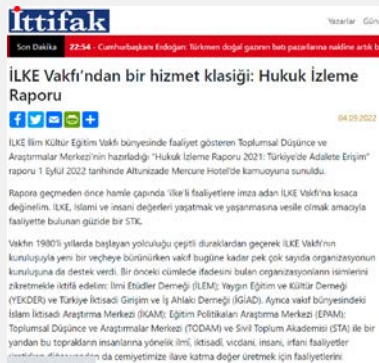 İttifak
Yazarlar Gün
Son Dakika 22:54 - Cumhurbaşkanı Erdoğan: Türkmen doğal gazının batı pazarlarına nakline artık b
İLKE Vakfı'ndan bir hizmet klasiği: Hukuk İzleme
Raporu
04.09.2022
İLKE İlim Kültür Eğitim Vakfı bünyesinde faaliyet gösteren Toplumsal Düşünce ve
Araştırmalar Merkezi'nin hazırladığı "Hukuk İzleme Raporu 2021: Türkiye'de Adalete Erişim"
raporu 1 Eylül 2022 tarihinde Altunizade Mercure Hotel'de kamuoyuna sunuldu.
Rapora geçmeden önce hamle çapında 'ilke'li faaliyetlere imza adan İLKE Vakfı'na kısaca
değinelim. İLKE, İslami ve insani değerleri yaşatmak ve yaşanmasına vesile olmak amacıyla
faaliyette bulunan güzide bir STK.
Vakfın 1980'li yıllarda başlayan yolculuğu çeşitli duraklardan geçerek İLKE Vakfı'nın
kuruluşuyla yeni bir veçheye bürünürken vakıf bugüne kadar pek çok sayıda organizasyonun
kuruluşuna da destek verdi. Bir önceki cümlede ifadesini bulan organizasyonların isimlerini
zikretmekle iktifâ edelim: İlmi Etüdler Derneği (İLEM); Yaygın Eğitim ve Kültür Derneği
(YEKDER) ve Türkiye İktisadi Girişim ve İş Ahlakı Derneği (İGİAD). Ayrıca vakıf bünyesindeki
İslam İktisadı Araştırma Merkezi (İKAM); Eğitim Politikaları Araştırma Merkezi (EPAM);
Toplumsal Düşünce ve Araştırmalar Merkezi (TODAM) ve Sivil Toplum Akademisi (STA) ile bir
yandan bu toprakların insanlarına yönelik ilmî, iktisadî, vicdani, insani, irfani faaliyetler
da cemiyetimize ilave katma değer üretmek için faaliyetlerini